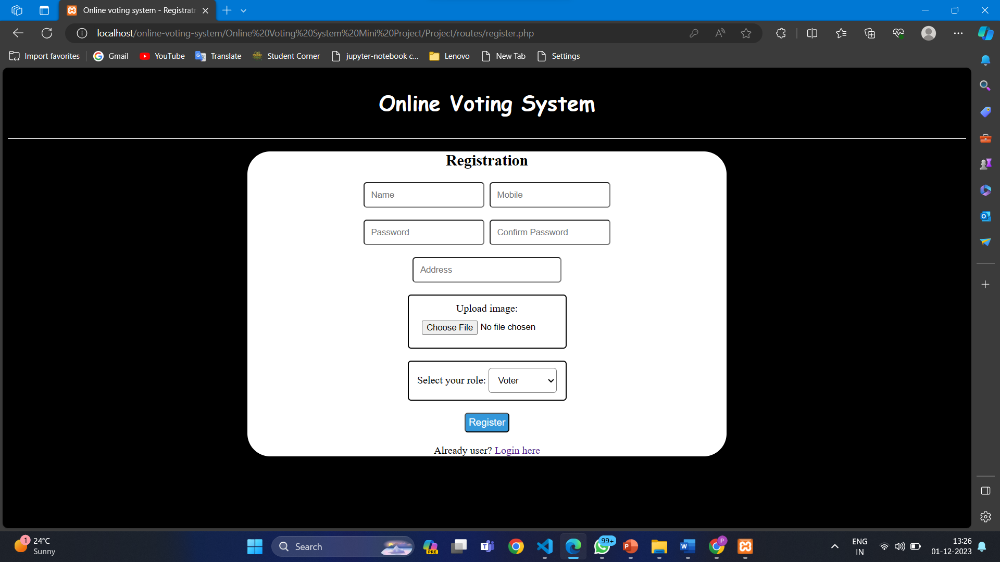 Online voting system - Registrat
localhost/online-voting-system/Online%20Voting%20System%20Mini%20Project/Project/routes/register.php
Import favorites
Gmail
YouTube
Translate
Student Corner
jupyter-notebook c...
Lenovo
New Tab
Settings
Online Voting System
Registration
Name
Mobile
Password
Confirm Password
Address
Upload image:
Choose File No file chosen
Select your role: Voter
Register
Already user? Login here
1
24°C
Sunny
Search
PRE
99+
P
ENG
IN
13:26
01-12-2023